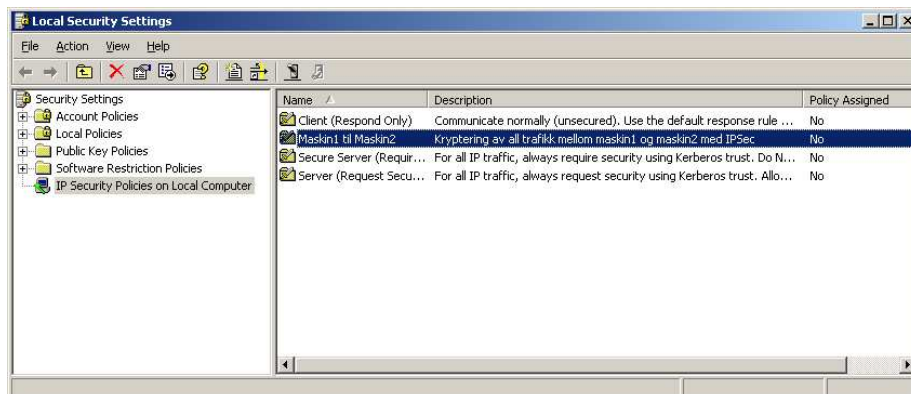 Local Security Settings
File Action View Help
Security Settings
Account Policies
Local Policies
Public Key Policies
Software Restriction Policies
IP Security Policies on Local Computer
Name Description Policy Assigned
Client (Respond Only) Communicate normally (unsecured). Use the default response rule ... No
Maskin1 til Maskin2 Kryptering av all trafikk mellom maskin1 og maskin2 med IPSec No
Secure Server (Requir... For all IP traffic, always require security using Kerberos trust. Do N... No
Server (Request Secu... For all IP traffic, always request security using Kerberos trust. Allo... No